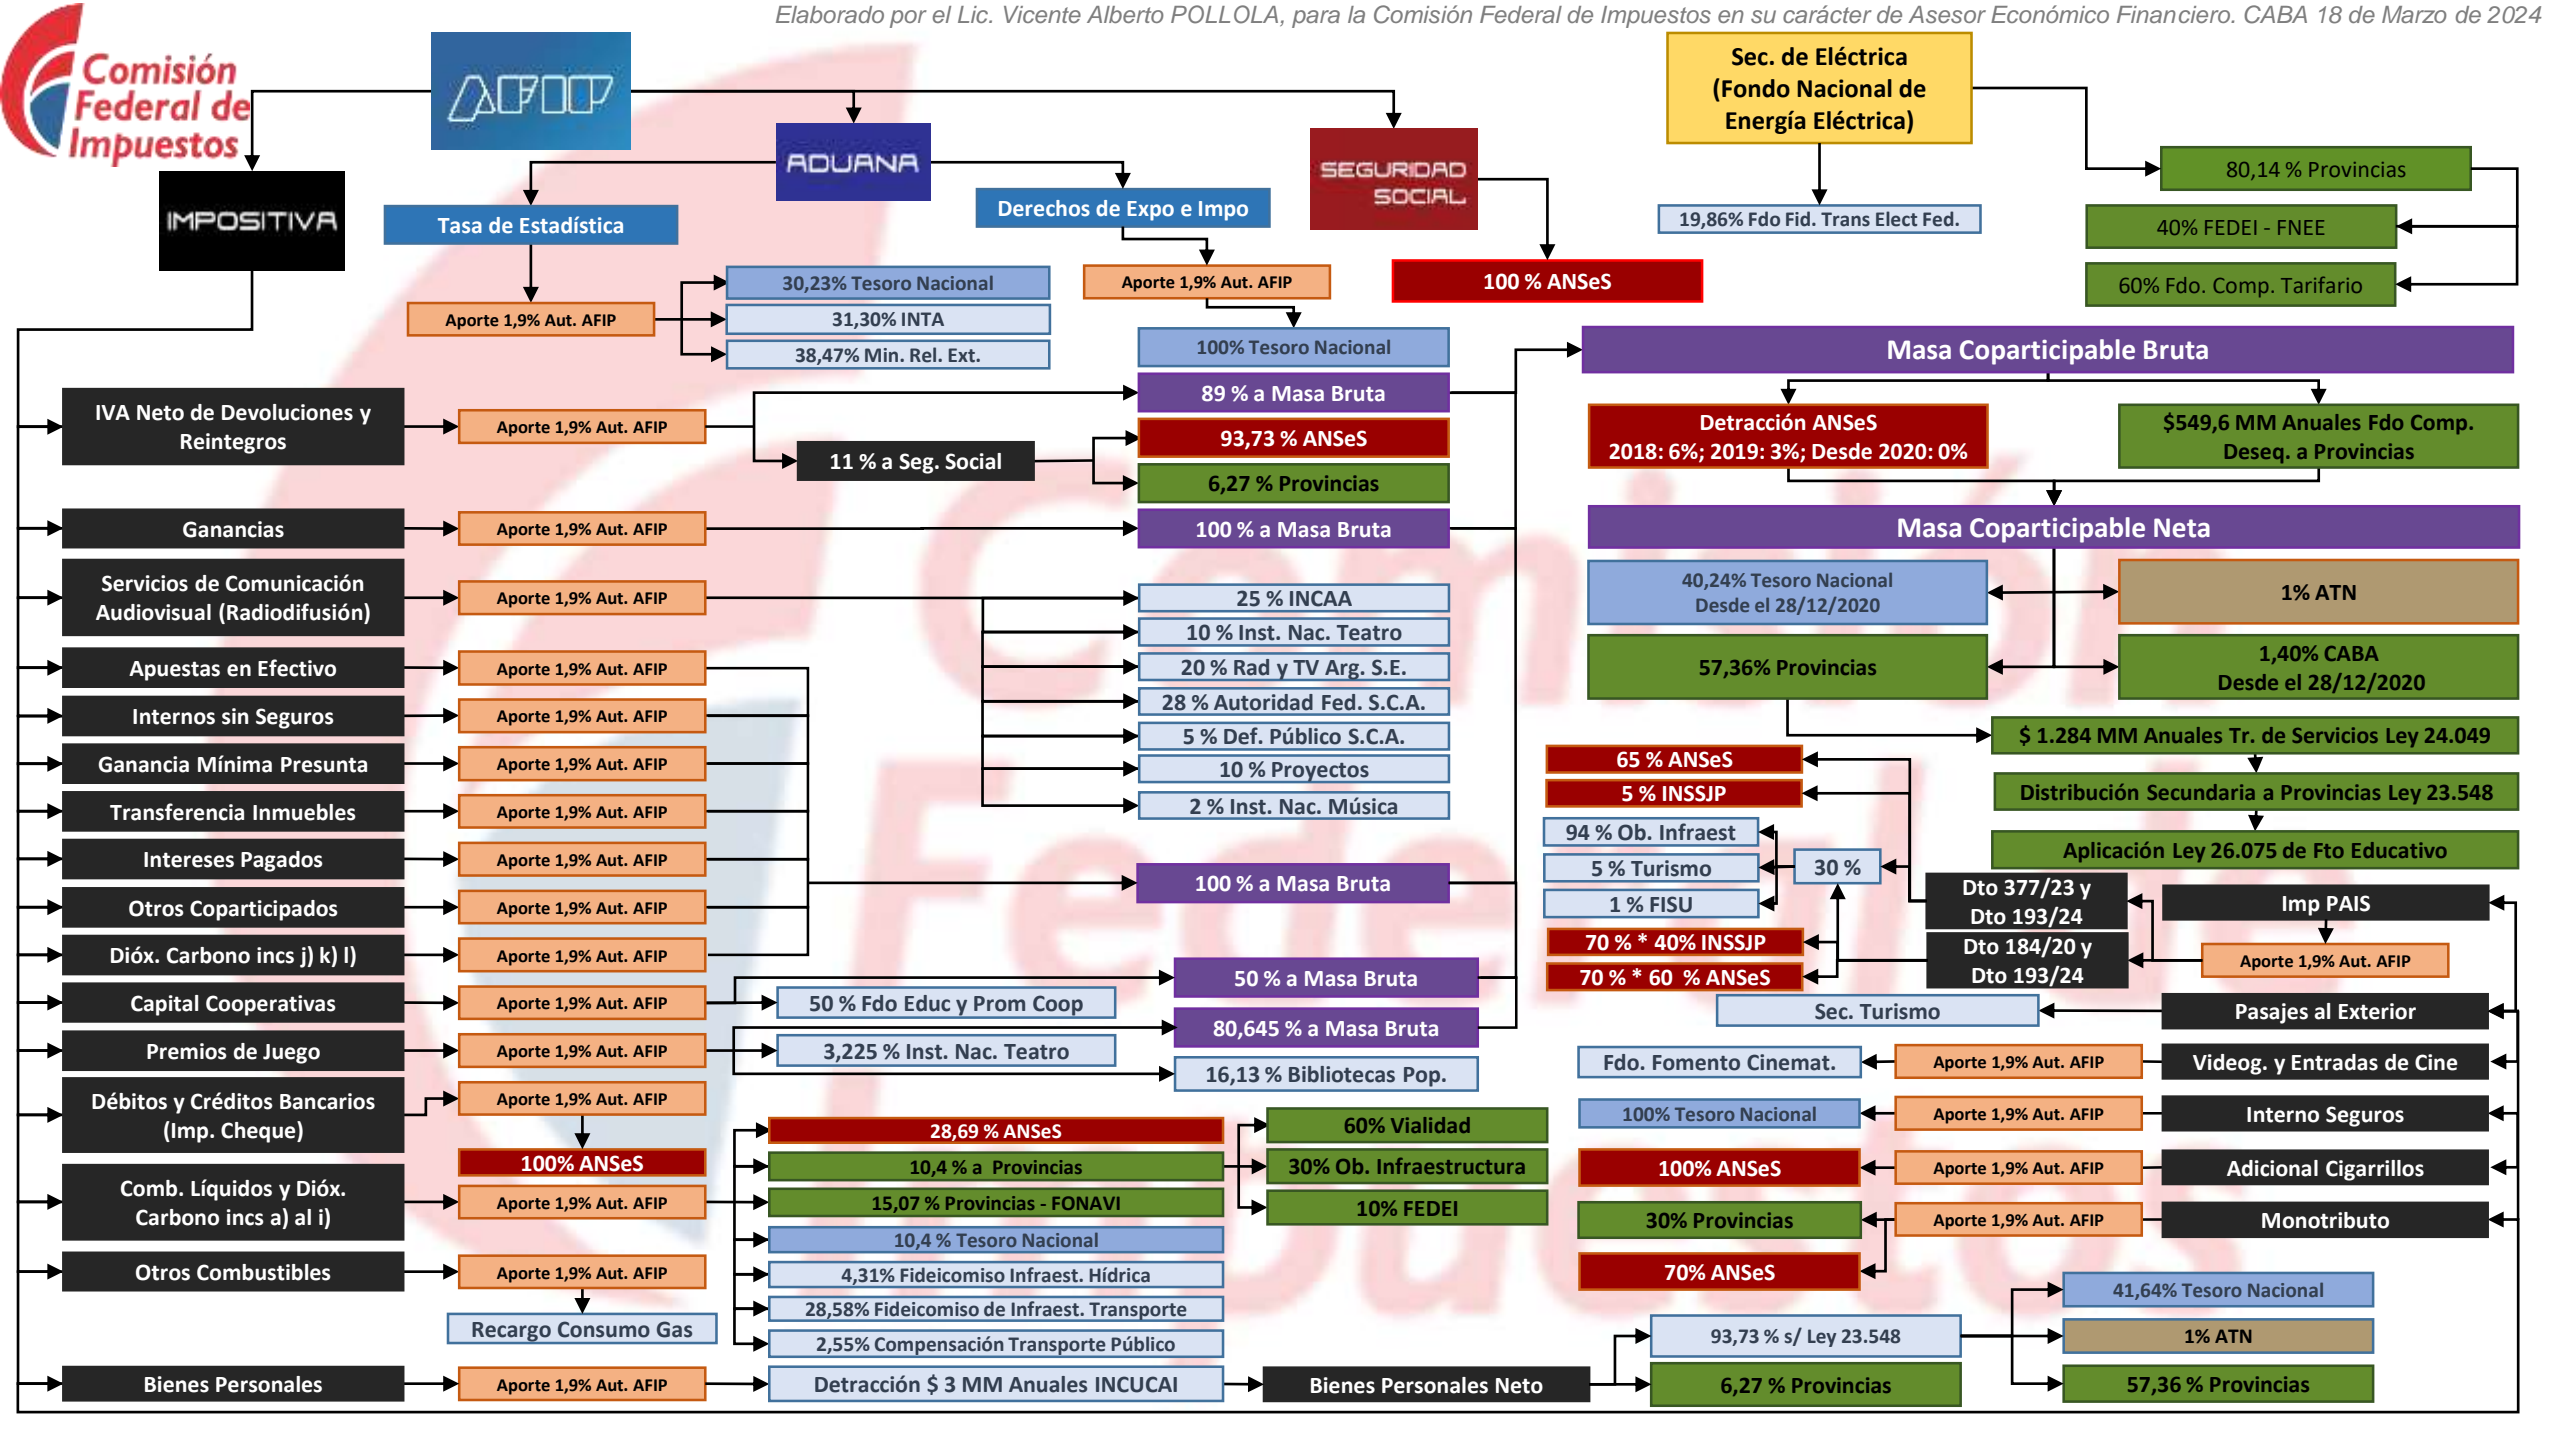 Elaborado por el Lic. Vicente Alberto POLLOLA, para la Comisión Federal de Impuestos en su carácter de Asesor Económico Financiero. CABA 18 de Marzo de 2024
Comisión
Federal de
Impuestos
AFIP
Sec. de Eléctrica
(Fondo Nacional de
Energía Eléctrica)
ADUANA
SEGURIDAD
SOCIAL
IMPOSITIVA
80,14 % Provincias
Tasa de Estadística
Derechos de Expo e Impo
19,86% Fdo Fid. Trans Elect Fed.
40% FEDEI - FNEE
60% Fdo. Comp. Tarifario
Aporte 1,9% Aut. AFIP
30,23% Tesoro Nacional
31,30% INTA
38,47% Min. Rel. Ext.
Aporte 1,9% Aut. AFIP
100% Tesoro Nacional
100 % ANSeS
IVA Neto de Devoluciones y
Reintegros
Aporte 1,9% Aut. AFIP
89 % a Masa Bruta
11 % a Seg. Social
93,73 % ANSeS
6,27 % Provincias
Ganancias
Aporte 1,9% Aut. AFIP
100 % a Masa Bruta
Servicios de Comunicación
Audiovisual (Radiodifusión)
Aporte 1,9% Aut. AFIP
25 % INCAA
10 % Inst. Nac. Teatro
20 % Rad y TV Arg. S.E.
28 % Autoridad Fed. S.C.A.
5 % Def. Público S.C.A.
10 % Proyectos
2 % Inst. Nac. Música
Apuestas en Efectivo
Aporte 1,9% Aut. AFIP
Internos sin Seguros
Aporte 1,9% Aut. AFIP
Ganancia Mínima Presunta
Aporte 1,9% Aut. AFIP
Transferencia Inmuebles
Aporte 1,9% Aut. AFIP
Intereses Pagados
Aporte 1,9% Aut. AFIP
Otros Coparticipados
Aporte 1,9% Aut. AFIP
Dióx. Carbono incs j) k) l)
Aporte 1,9% Aut. AFIP
100 % a Masa Bruta
Capital Cooperativas
Aporte 1,9% Aut. AFIP
50 % a Masa Bruta
50 % Fdo Educ y Prom Coop
Premios de Juego
Aporte 1,9% Aut. AFIP
80,645 % a Masa Bruta
3,225 % Inst. Nac. Teatro
16,13 % Bibliotecas Pop.
Débitos y Créditos Bancarios
(Imp. Cheque)
Aporte 1,9% Aut. AFIP
100% ANSeS
Comb. Líquidos y Dióx.
Carbono incs a) al i)
Aporte 1,9% Aut. AFIP
28,69 % ANSeS
10,4 % a Provincias
15,07 % Provincias - FONAVI
10,4 % Tesoro Nacional
4,31% Fideicomiso Infraest. Hídrica
28,58% Fideicomiso de Infraest. Transporte
2,55% Compensación Transporte Público
60% Vialidad
30% Ob. Infraestructura
10% FEDEI
Otros Combustibles
Aporte 1,9% Aut. AFIP
Recargo Consumo Gas
Bienes Personales
Aporte 1,9% Aut. AFIP
Detracción $ 3 MM Anuales INCUCAI
Bienes Personales Neto
93,73 % s/ Ley 23.548
6,27 % Provincias
41,64% Tesoro Nacional
1% ATN
57,36 % Provincias
Masa Coparticipable Bruta
Detracción ANSeS
2018: 6%; 2019: 3%; Desde 2020: 0%
$549,6 MM Anuales Fdo Comp.
Deseq. a Provincias
Masa Coparticipable Neta
40,24% Tesoro Nacional
Desde el 28/12/2020
1% ATN
57,36% Provincias
1,40% CABA
Desde el 28/12/2020
$ 1.284 MM Anuales Tr. de Servicios Ley 24.049
Distribución Secundaria a Provincias Ley 23.548
Aplicación Ley 26.075 de Fto Educativo
65 % ANSeS
5 % INSSJP
94 % Ob. Infraest
5 % Turismo
1 % FISU
30 %
70 % * 40% INSSJP
70 % * 60 % ANSeS
Dto 377/23 y
Dto 193/24
Dto 184/20 y
Dto 193/24
Imp PAIS
Aporte 1,9% Aut. AFIP
Sec. Turismo
Pasajes al Exterior
Fdo. Fomento Cinemat.
Aporte 1,9% Aut. AFIP
Videog. y Entradas de Cine
100% Tesoro Nacional
Aporte 1,9% Aut. AFIP
Interno Seguros
100% ANSeS
Aporte 1,9% Aut. AFIP
Adicional Cigarrillos
30% Provincias
Aporte 1,9% Aut. AFIP
Monotributo
70% ANSeS
Comisión
Federal de
Impuestos